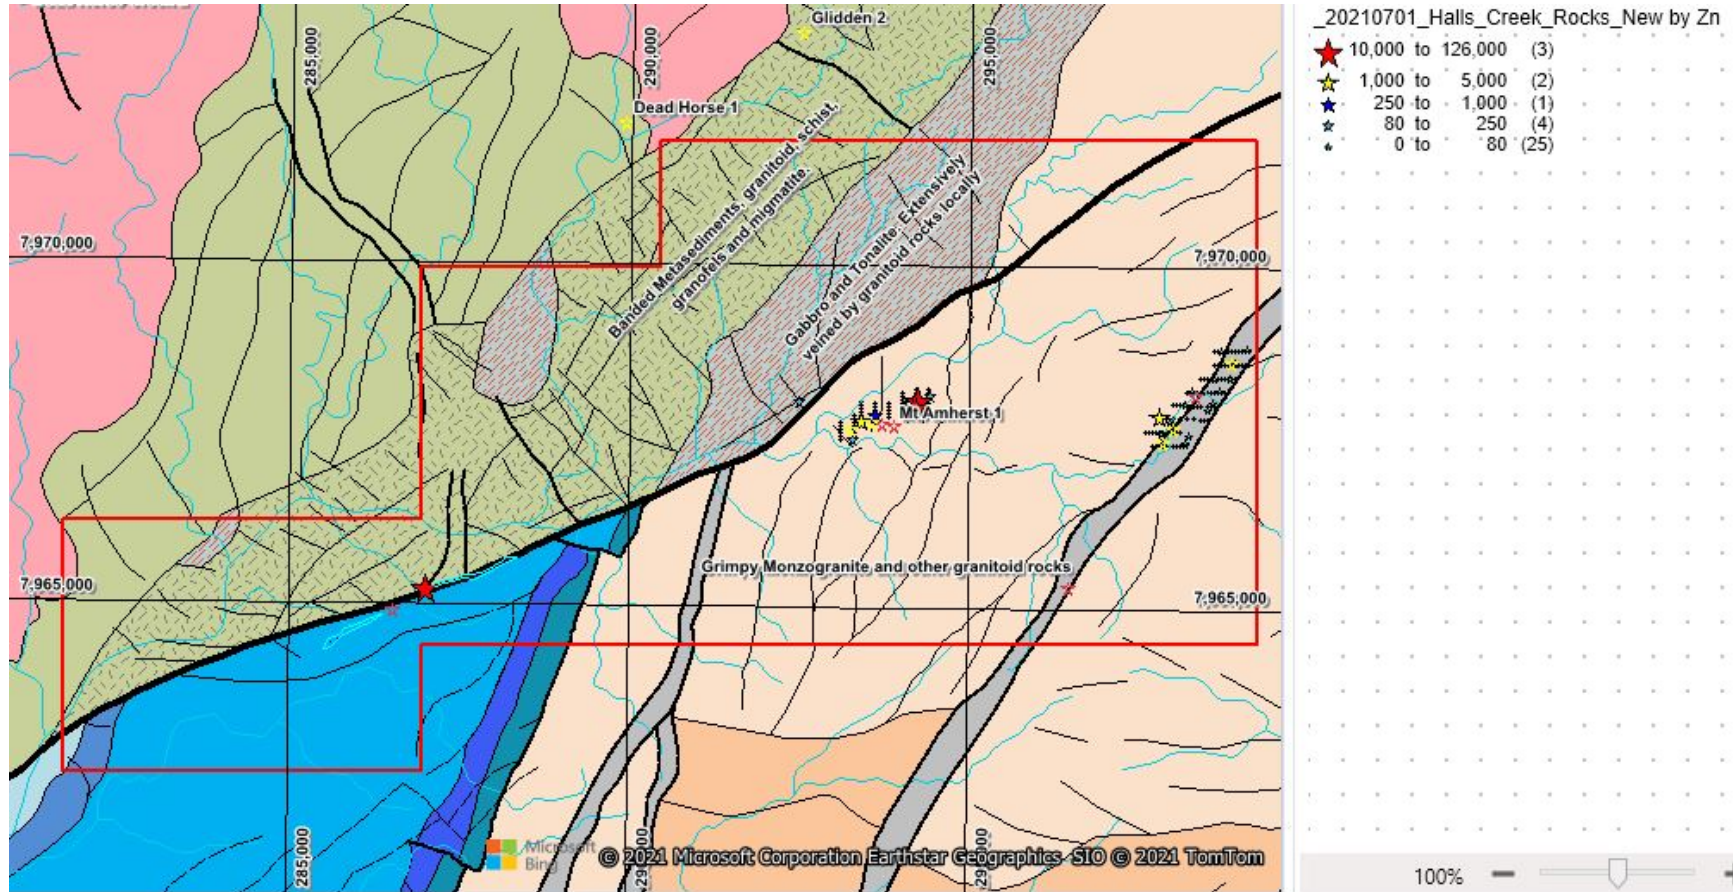 Glidden 2
285,000
290,000
295,000
Dead Horse 1
Banded Metasediments, granitoid, schist,
granofels and migmatite.
Gabbro and Tonalite. Extensively
veined by granitoid rocks locally
7,970,000
7,970,000
Mt Amherst 1
Grimpy Monzogranite and other granitoid rocks
7,965,000
7,965,000
285,000
Microsoft
Bing
© 2021 Microsoft Corporation Earthstar Geographics SIO © 2021 TomTom
_20210701_Halls_Creek_Rocks_New by Zn
10,000 to 126,000 (3)
1,000 to 5,000 (2)
250 to 1,000 (1)
80 to 250 (4)
0 to 80 (25)
100%